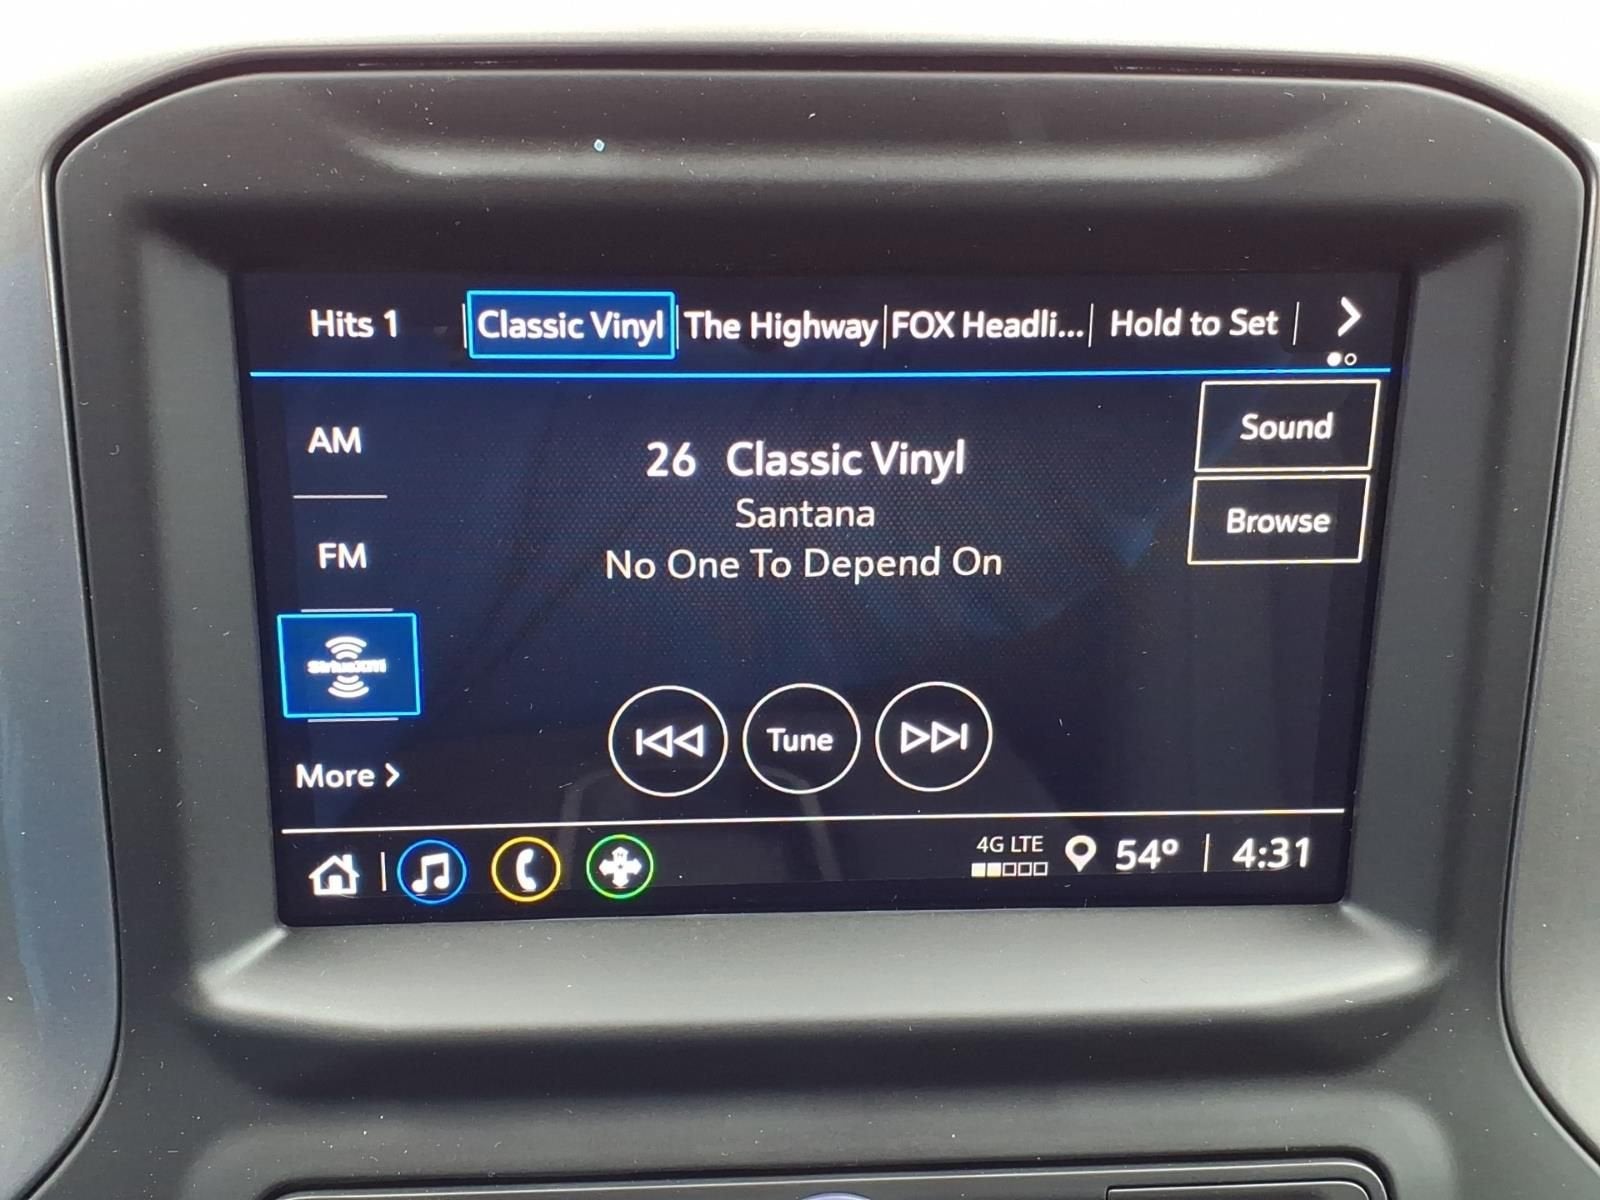 Hits 1
Classic Vinyl
The Highway
FOX Headli...
Hold to Set
AM
FM
SiriusXM
More >
26 Classic Vinyl
Santana
No One To Depend On
Sound
Browse
Tune
4G LTE
54°
4:31